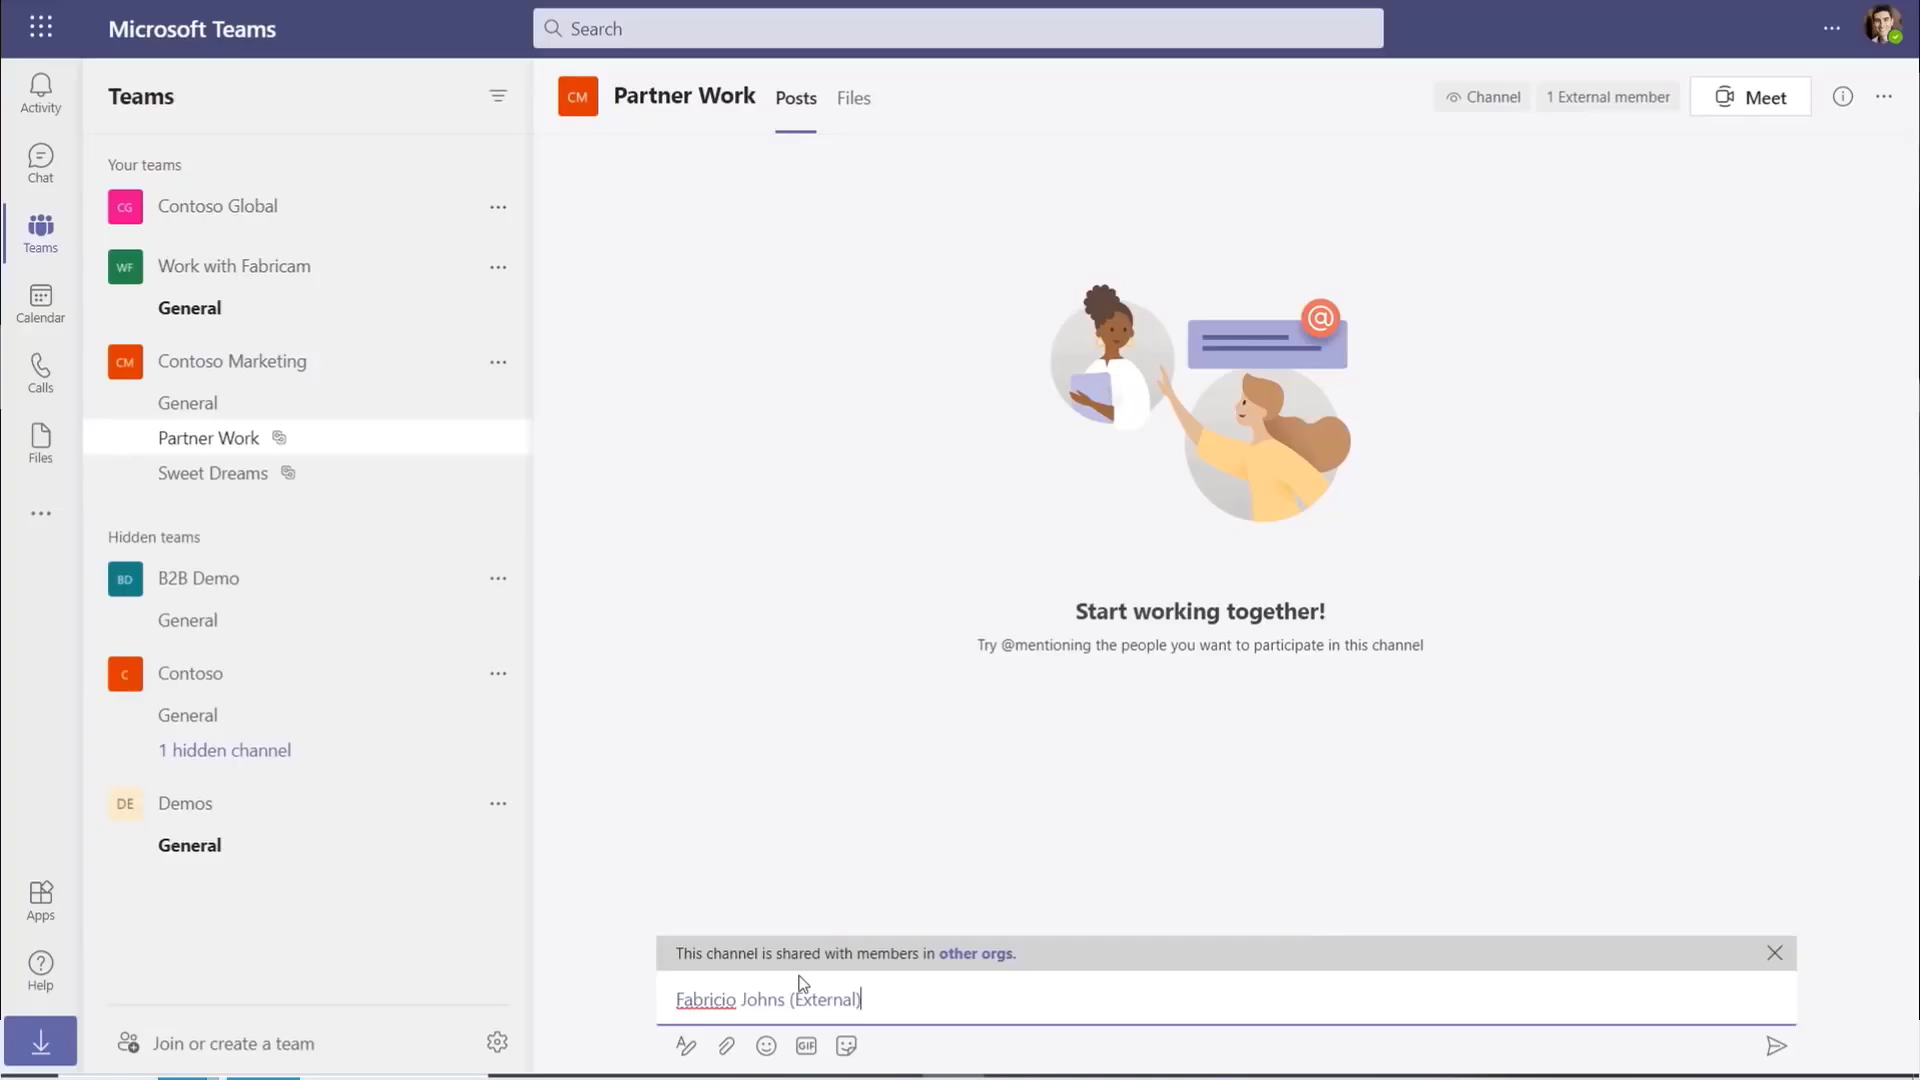 Microsoft Teams
Search
Activity
Chat
Teams
Calendar
Calls
Files
Apps
Help
Teams
Your teams
CG Contoso Global
WF Work with Fabricam
General
CM Contoso Marketing
General
Partner Work
Sweet Dreams
Hidden teams
BD B2B Demo
General
C Contoso
General
1 hidden channel
DE Demos
General
Join or create a team
CM Partner Work Posts Files
Channel 1 External member Meet
@
Start working together!
Try @mentioning the people you want to participate in this channel
This channel is shared with members in other orgs.
Fabricio Johns (External)
GIF